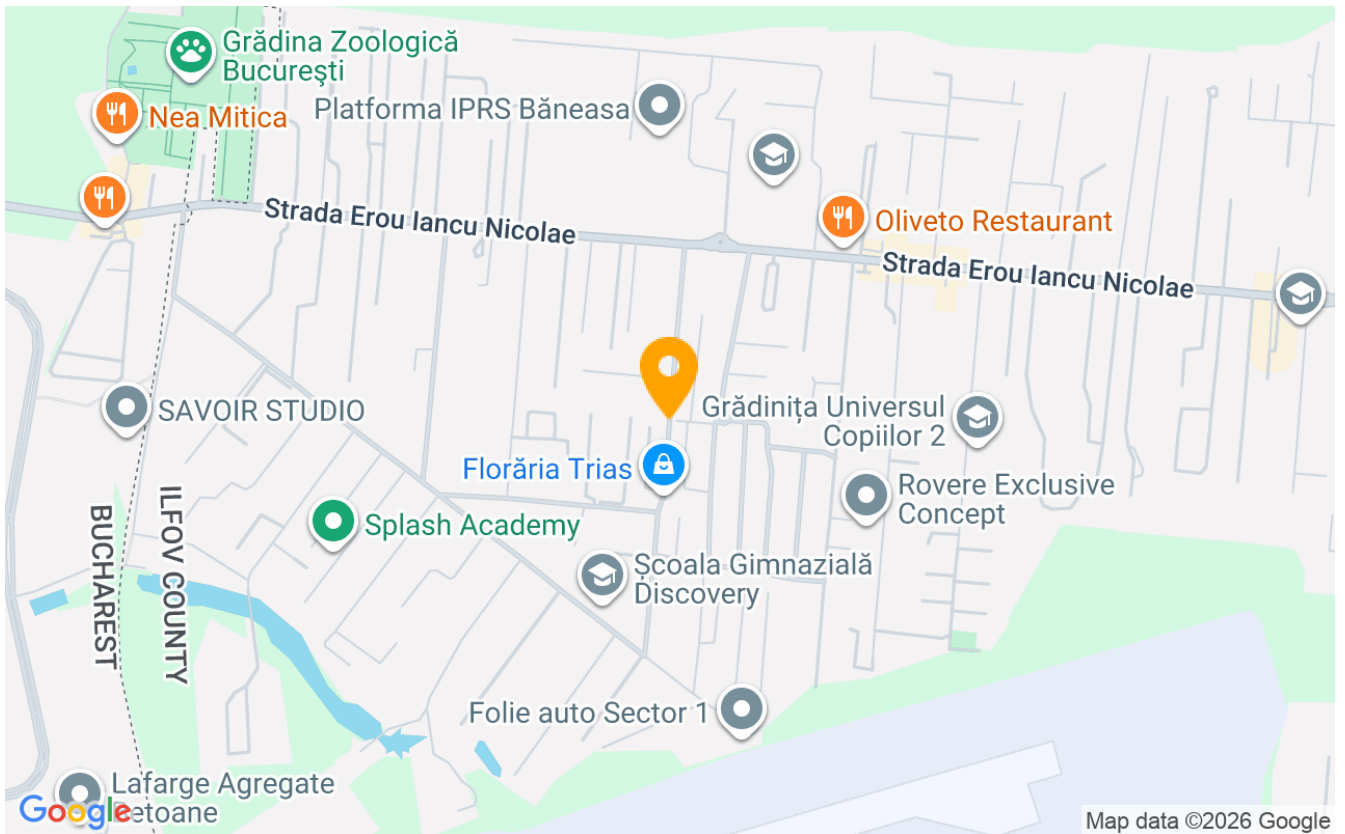 Grădina Zoologică
Bucureşti
Nea Mitica
Platforma IPRS Băneasa
Strada Erou Iancu Nicolae
Oliveto Restaurant
Strada Erou Iancu Nicolae
SAVOIR STUDIO
Grădinița Universul
Copiilor 2
Florăria Trias
Rovere Exclusive
Concept
Splash Academy
ILFOV COUNTY
BUCHAREST
Școala Gimnazială
Discovery
Folie auto Sector 1
Lafarge Agregate
Betoane
Google
Map data ©2026 Google